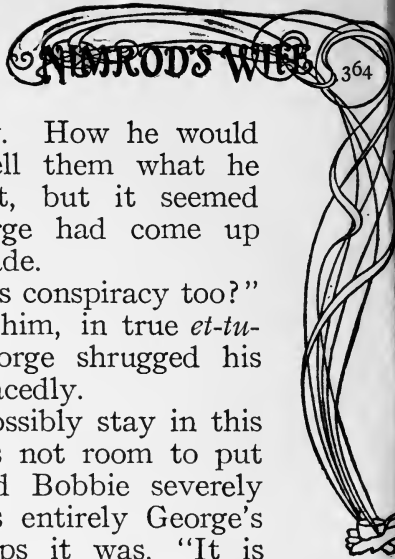 NIMROD'S WIFE 364
y. How he would
ell them what he
t, but it seemed
rge had come up
ade.
s conspiracy too?"
him, in true et-tu-
orge shrugged his
acedly.
ossibly stay in this
s not room to put
d Bobbie severely
s entirely George's
ps it was. "It is